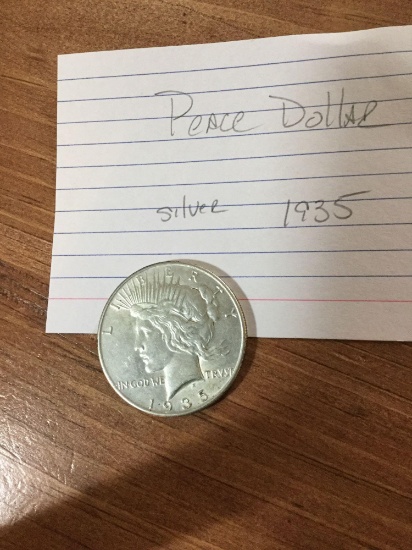 Peace Dollar
silver 1935
LIBERTY
IN GOD WE TRVST
1935